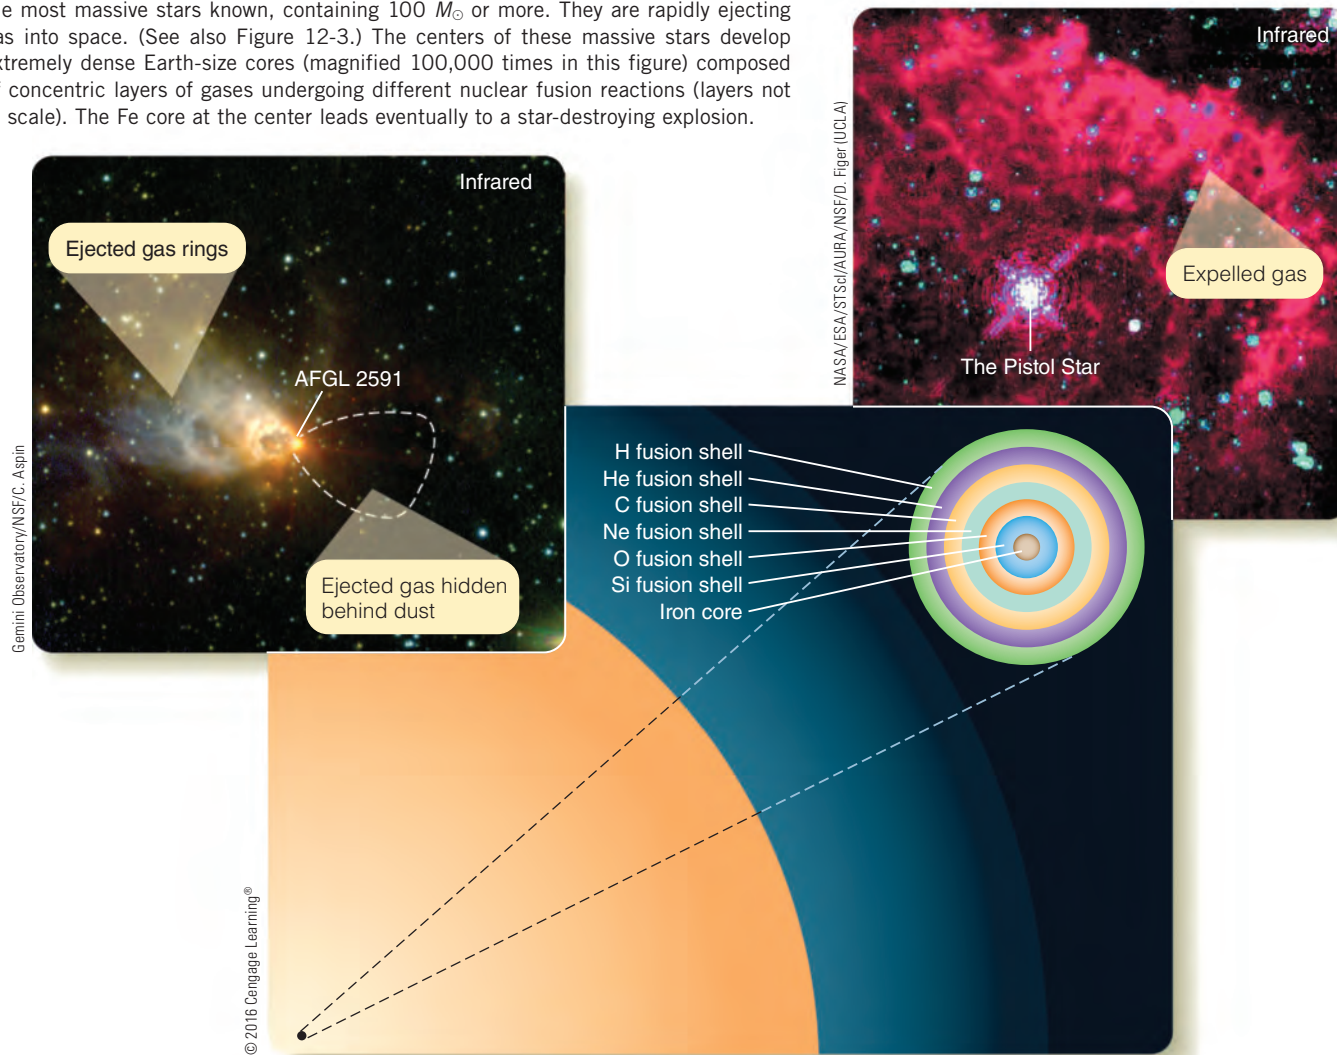 e most massive stars known, containing 100 M☉ or more. They are rapidly ejecting
as into space. (See also Figure 12-3.) The centers of these massive stars develop
xtremely dense Earth-size cores (magnified 100,000 times in this figure) composed
f concentric layers of gases undergoing different nuclear fusion reactions (layers not
scale). The Fe core at the center leads eventually to a star-destroying explosion.
Infrared
Ejected gas rings
AFGL 2591
Ejected gas hidden
behind dust
Gemini Observatory/NSF/C. Aspin
Infrared
Expelled gas
The Pistol Star
NASA/ESA/STScI/AURA/NSF/D. Figer (UCLA)
H fusion shell
He fusion shell
C fusion shell
Ne fusion shell
O fusion shell
Si fusion shell
Iron core
© 2016 Cengage Learning®